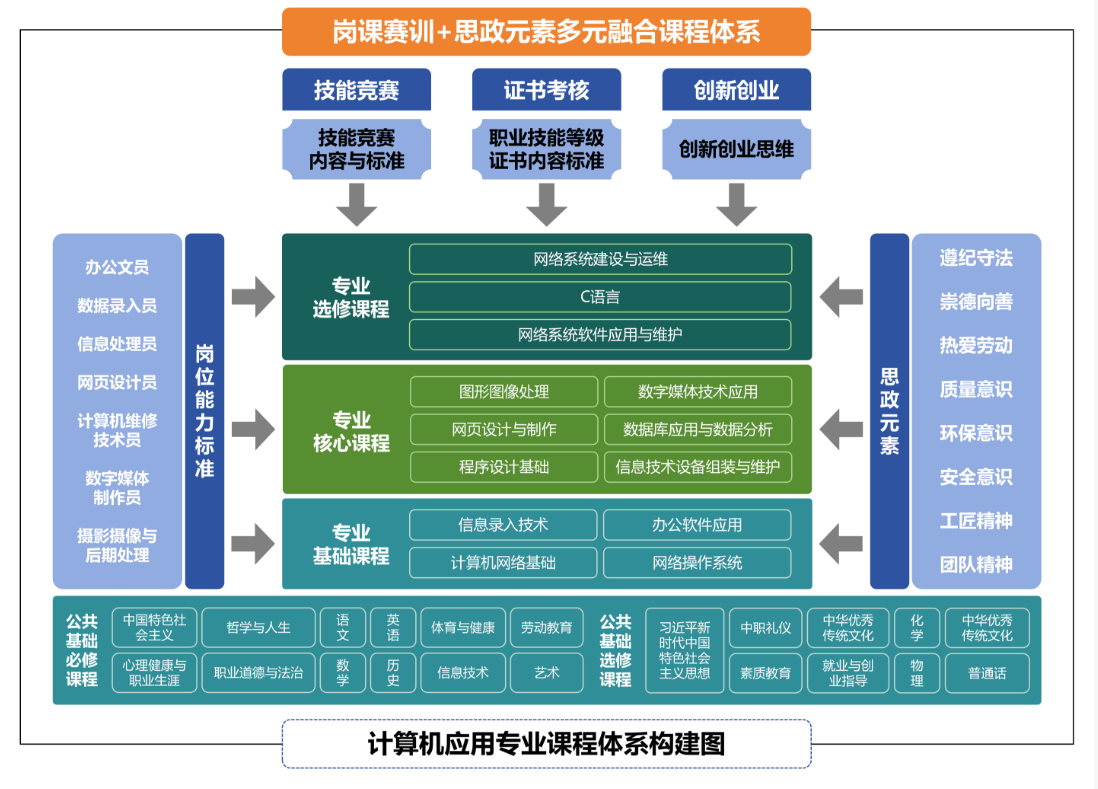 岗课赛训+思政元素多元融合课程体系
技能竞赛
证书考核
创新创业
技能竞赛
内容与标准
职业技能等级
证书内容标准
创新创业思维
办公文员
数据录入员
信息处理员
网页设计员
计算机维修
技术员
数字媒体
制作员
摄影摄像与
后期处理
岗位能力标准
专业
选修课程
网络系统建设与运维
C语言
网络系统软件应用与维护
专业
核心课程
图形图像处理
数字媒体技术应用
网页设计与制作
数据库应用与数据分析
程序设计基础
信息技术设备组装与维护
专业
基础课程
信息录入技术
办公软件应用
计算机网络基础
网络操作系统
思政元素
遵纪守法
崇德向善
热爱劳动
质量意识
环保意识
安全意识
工匠精神
团队精神
公共
基础
必修
课程
中国特色社
会主义
哲学与人生
语
文
英
语
体育与健康
劳动教育
心理健康与
职业生涯
职业道德与法治
数
学
历
史
信息技术
艺术
公共
基础
选修
课程
习近平新
时代中国
特色社会
主义思想
中职礼仪
中华优秀
传统文化
化
学
中华优秀
传统文化
素质教育
就业与创
业指导
物
理
普通话
计算机应用专业课程体系构建图